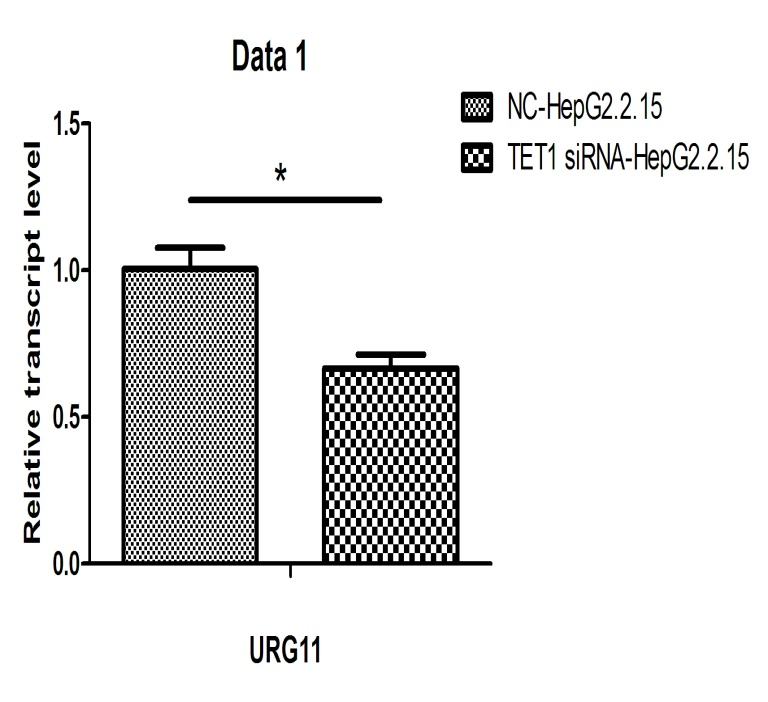 Data 1
NC-HepG2.2.15
TET1 siRNA-HepG2.2.15
Relative transcript level
1.5
1.0
0.5
0.0
*
URG11